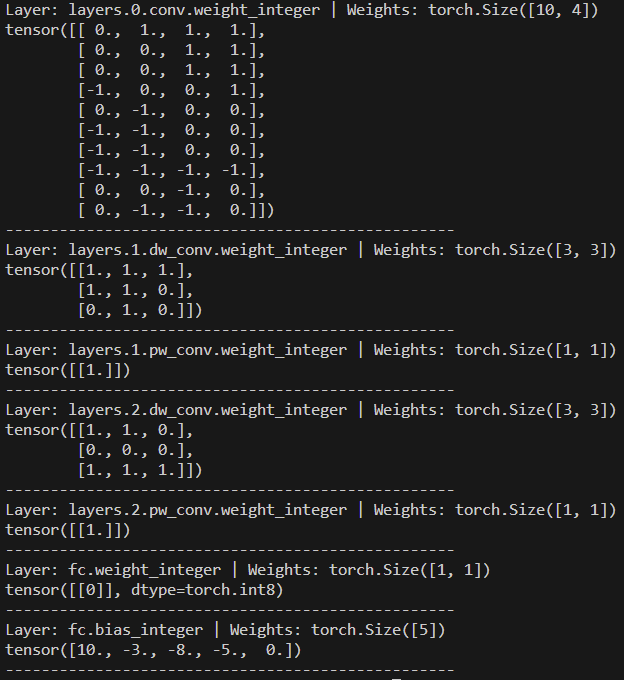 Layer: layers.0.conv.weight_integer | Weights: torch.Size([10, 4])
tensor([[ 0.,  1.,  1.,  1.],
        [ 0.,  0.,  1.,  1.],
        [ 0.,  0.,  1.,  1.],
        [-1.,  0.,  0.,  1.],
        [ 0., -1.,  0.,  0.],
        [-1., -1.,  0.,  0.],
        [-1., -1.,  0.,  0.],
        [-1., -1., -1., -1.],
        [ 0.,  0., -1.,  0.],
        [ 0., -1., -1.,  0.]])
--------------------------------------------------
Layer: layers.1.dw_conv.weight_integer | Weights: torch.Size([3, 3])
tensor([[1., 1., 1.],
        [1., 1., 0.],
        [0., 1., 0.]])
--------------------------------------------------
Layer: layers.1.pw_conv.weight_integer | Weights: torch.Size([1, 1])
tensor([[1.]])
--------------------------------------------------
Layer: layers.2.dw_conv.weight_integer | Weights: torch.Size([3, 3])
tensor([[1., 1., 0.],
        [0., 0., 0.],
        [1., 1., 1.]])
--------------------------------------------------
Layer: layers.2.pw_conv.weight_integer | Weights: torch.Size([1, 1])
tensor([[1.]])
--------------------------------------------------
Layer: fc.weight_integer | Weights: torch.Size([1, 1])
tensor([[0]], dtype=torch.int8)
--------------------------------------------------
Layer: fc.bias_integer | Weights: torch.Size([5])
tensor([10., -3., -8., -5.,  0.])
--------------------------------------------------